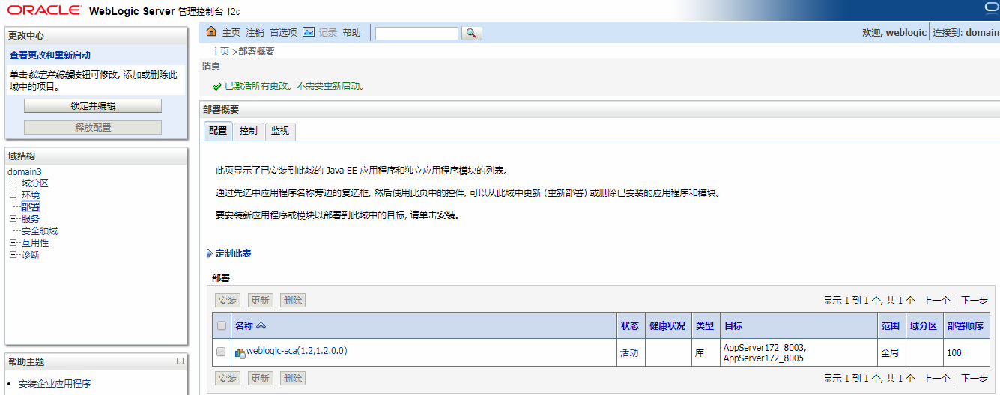 ORACLE WebLogic Server 管理控制台 12c
更改中心
查看更改和重新启动
单击锁定并编辑按钮可修改, 添加或删除此
域中的项目。
锁定并编辑
释放配置
域结构
domain3
域分区
环境
部署
服务
安全领域
互用性
诊断
帮助主题
安装企业应用程序
主页 注销 首选项 记录 帮助
欢迎, weblogic 连接到: domain
主页 >部署概要
消息
已激活所有更改。不需要重新启动。
部署概要
配置 控制 监视
此页显示了已安装到此域的 Java EE 应用程序和独立应用程序模块的列表。
通过先选中应用程序名称旁边的复选框, 然后使用此页中的控件, 可以从此域中更新 (重新部署) 或删除已安装的应用程序和模块。
要安装新应用程序或模块以部署到此域中的目标, 请单击安装。
定制此表
部署
安装 更新 删除 显示 1 到 1 个, 共 1 个 上一个 | 下一步
名称 状态 健康状况 类型 目标 范围 域分区 部署顺序
weblogic-sca(1.2,1.2.0.0) 活动 库 AppServer172_8003, 全局 100
AppServer172_8005
安装 更新 删除 显示 1 到 1 个, 共 1 个 上一个 | 下一步